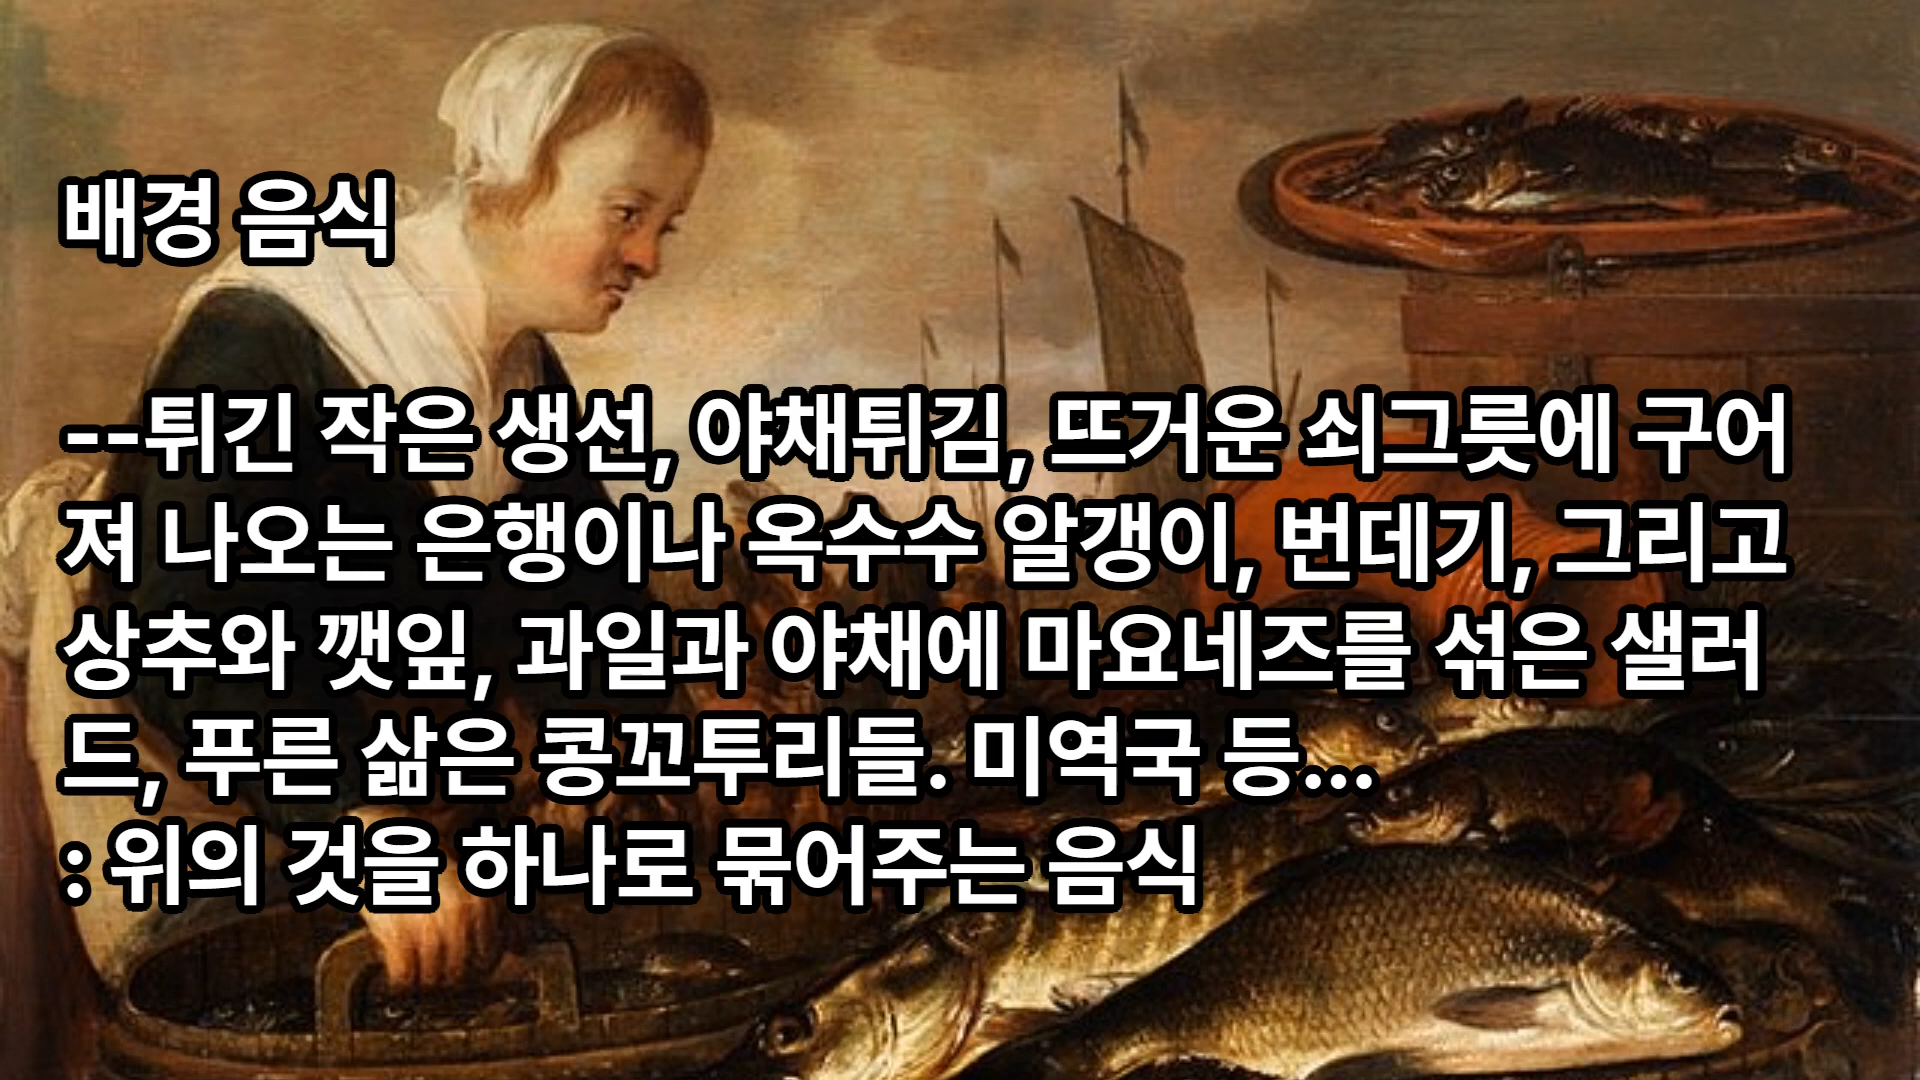 배경 음식
--튀긴 작은 생선, 야채튀김, 뜨거운 쇠그릇에 구어
져 나오는 은행이나 옥수수 알갱이, 번데기, 그리고
상추와 깻잎, 과일과 야채에 마요네즈를 섞은 샐러
드, 푸른 삶은 콩꼬투리들. 미역국 등...
: 위의 것을 하나로 묶어주는 음식